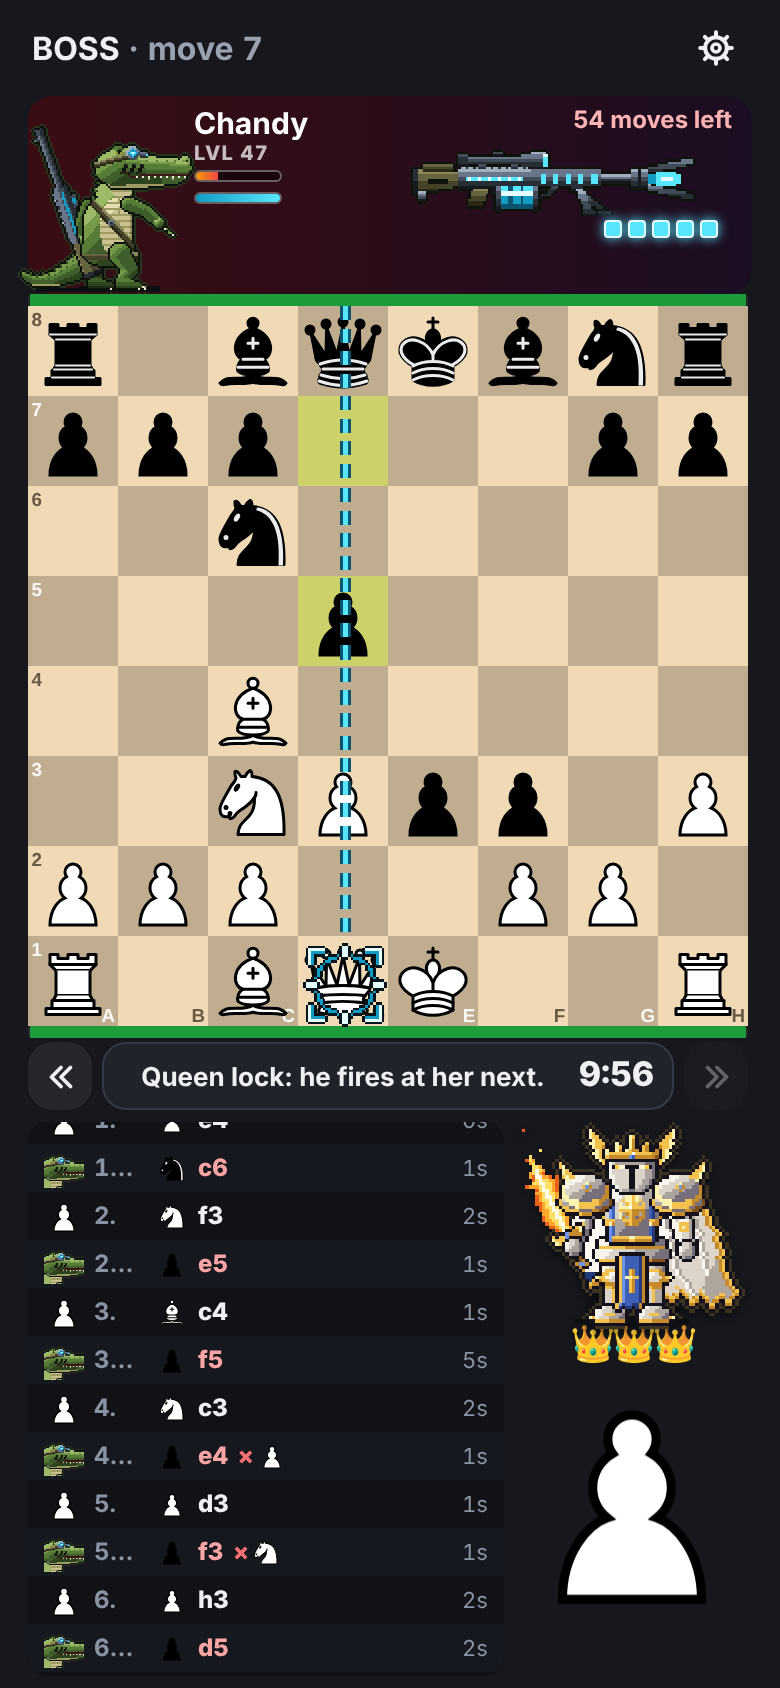 BOSS · move 7
Chandy
54 moves left
LVL 47
8
7
6
5
4
3
2
1
A B C E F G H
Queen lock: he fires at her next. 9:56
1. e4 0s
1... c6 1s
2. f3 2s
2... e5 1s
3. c4 1s
3... f5 5s
4. c3 2s
4... e4 × 1s
5. d3 1s
5... f3 × 1s
6. h3 2s
6... d5 2s